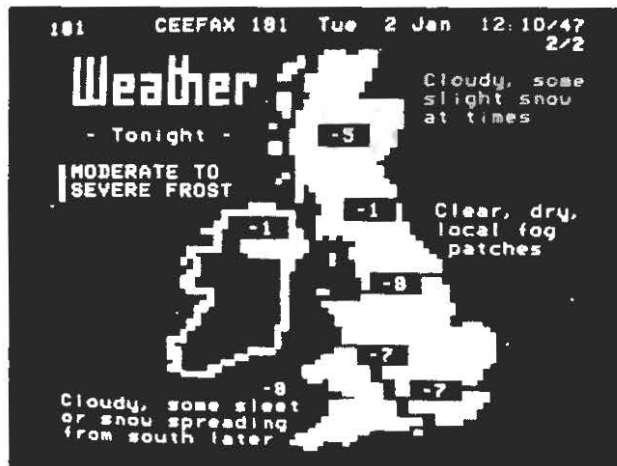 181 CEEFAX 181 Tue 2 Jan 12:10/47
2/2
Weather
- Tonight -
MODERATE TO
SEVERE FROST
Cloudy, some
slight snow
at times
-5
-1
-1
Clear, dry,
local fog
patches
-8
-7
-7
-8
Cloudy, some sleet
or snow spreading
from south later